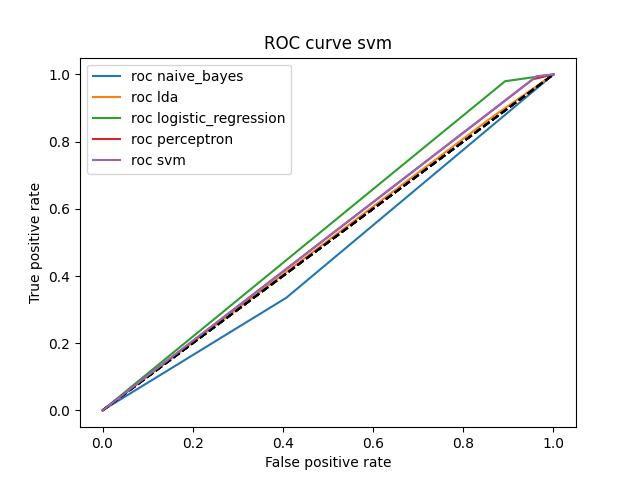 ROC curve svm
roc naive_bayes
roc lda
roc logistic_regression
roc perceptron
roc svm
1.0
0.8
0.6
0.4
0.2
0.0
True positive rate
0.0 0.2 0.4 0.6 0.8 1.0
False positive rate